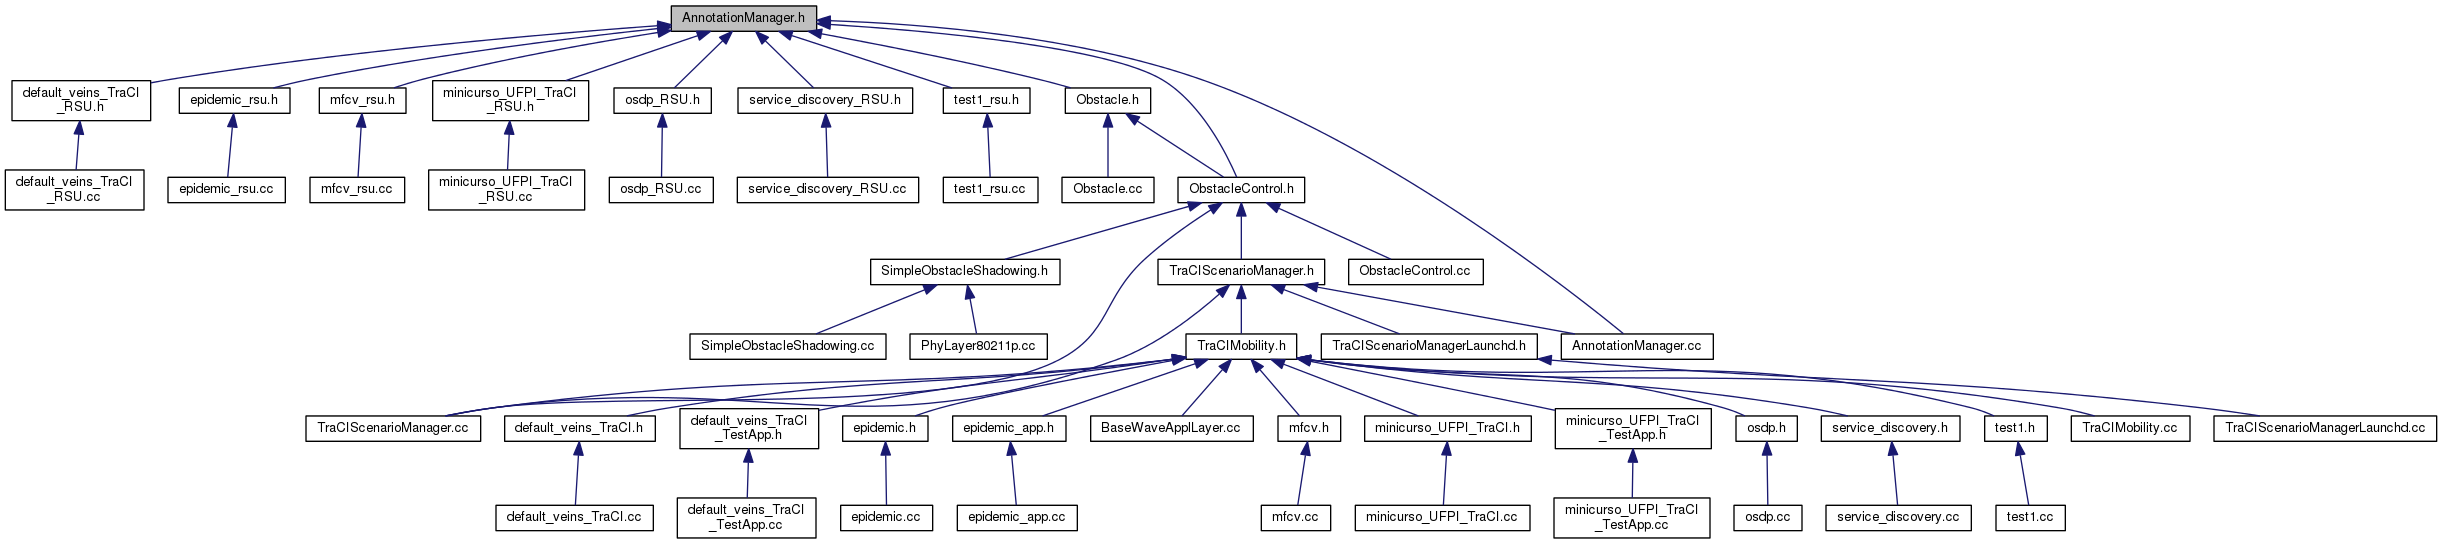 AnnotationManager.h
default_veins_TraCI
_RSU.h
epidemic_rsu.h
mfcv_rsu.h
minicurso_UFPI_TraCI
_RSU.h
osdp_RSU.h
service_discovery_RSU.h
test1_rsu.h
Obstacle.h
default_veins_TraCI
_RSU.cc
epidemic_rsu.cc
mfcv_rsu.cc
minicurso_UFPI_TraCI
_RSU.cc
osdp_RSU.cc
service_discovery_RSU.cc
test1_rsu.cc
Obstacle.cc
ObstacleControl.h
SimpleObstacleShadowing.h
TraCIScenarioManager.h
ObstacleControl.cc
SimpleObstacleShadowing.cc
PhyLayer80211p.cc
TraCIMobility.h
TraCIScenarioManagerLaunchd.h
AnnotationManager.cc
TraCIScenarioManager.cc
default_veins_TraCI.h
default_veins_TraCI
_TestApp.h
epidemic.h
epidemic_app.h
BaseWaveApplLayer.cc
mfcv.h
minicurso_UFPI_TraCI.h
minicurso_UFPI_TraCI
_TestApp.h
osdp.h
service_discovery.h
test1.h
TraCIMobility.cc
TraCIScenarioManagerLaunchd.cc
default_veins_TraCI.cc
default_veins_TraCI
_TestApp.cc
epidemic.cc
epidemic_app.cc
mfcv.cc
minicurso_UFPI_TraCI.cc
minicurso_UFPI_TraCI
_TestApp.cc
osdp.cc
service_discovery.cc
test1.cc